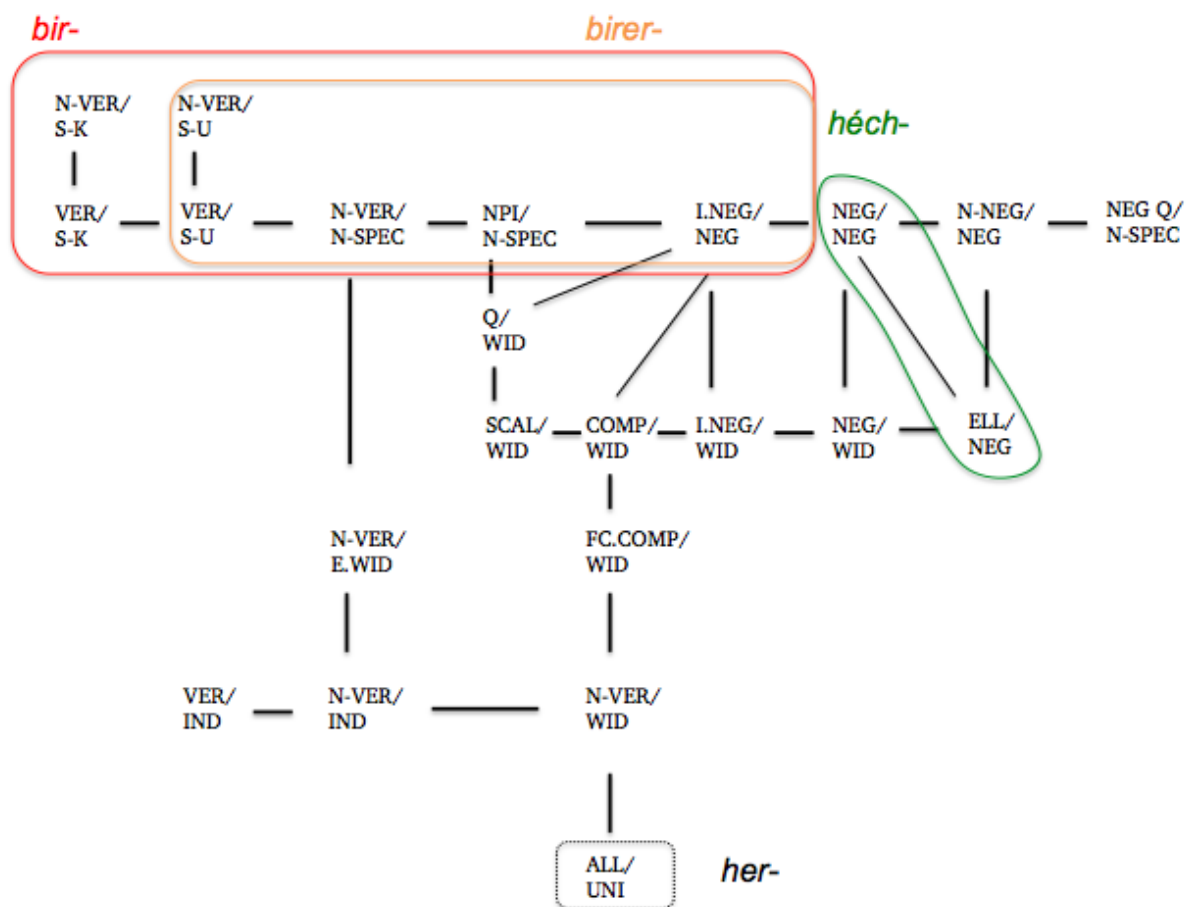 bir- birer-
N-VER/ N-VER/
S-K S-U
héch-
VER/ VER/ N-VER/ NPI/ I.NEG/ NEG/ N-NEG/ NEG Q/
S-K S-U N-SPEC N-SPEC NEG NEG NEG N-SPEC
Q/
WID
SCAL/ COMP/ I.NEG/ NEG/ ELL/
WID WID WID WID NEG
N-VER/ FC.COMP/
E.WID WID
VER/ N-VER/ N-VER/
IND IND WID
ALL/ her-
UNI